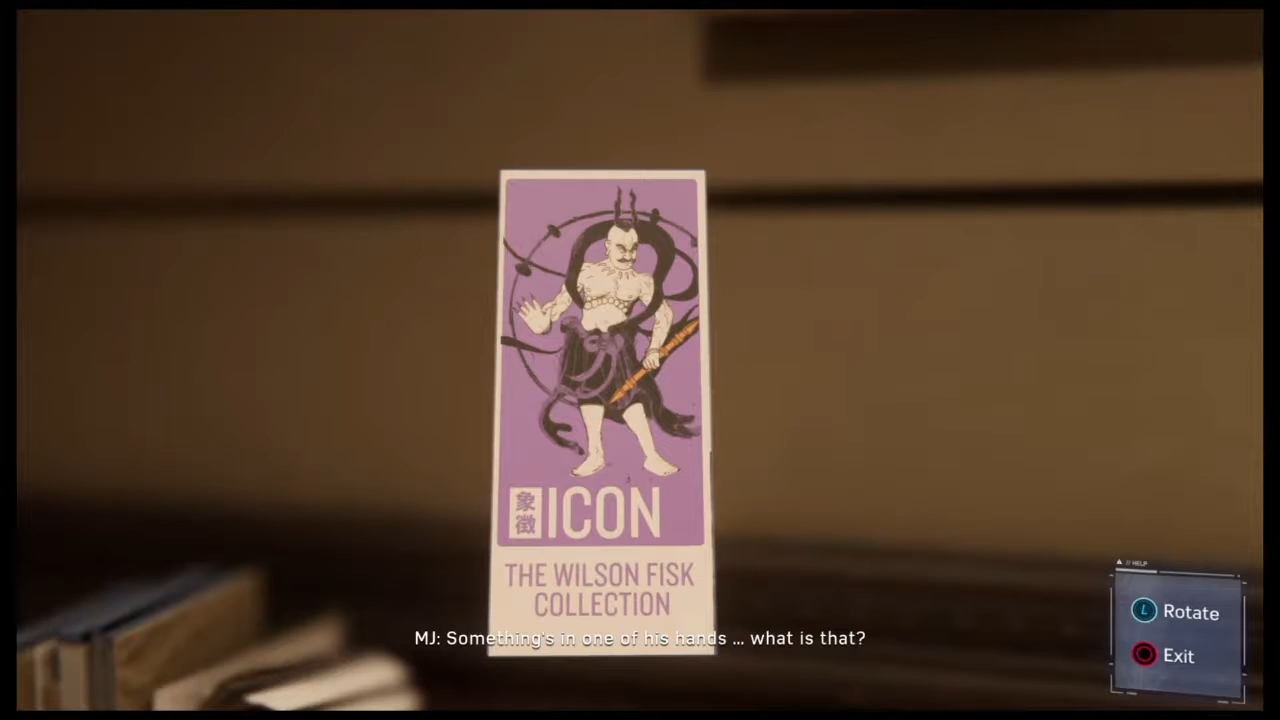 象徴 ICON
THE WILSON FISK
COLLECTION
MJ: Something's in one of his hands ... what is that?
// HELP
L Rotate
Exit